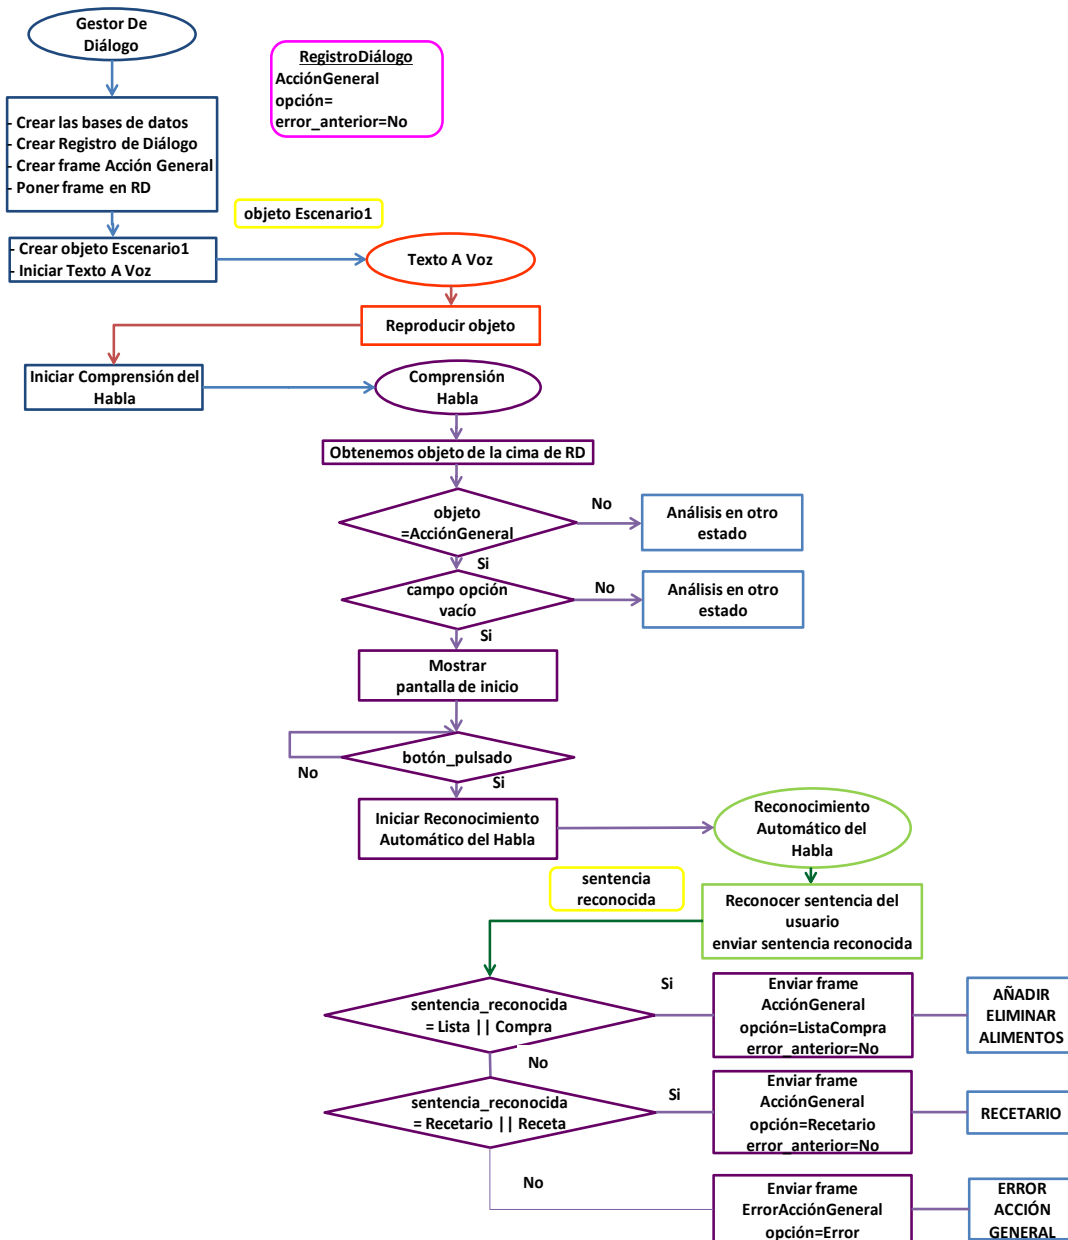 Gestor De
Diálogo
RegistroDiálogo
AcciónGeneral
opción=
error_anterior=No
- Crear las bases de datos
- Crear Registro de Diálogo
- Crear frame Acción General
- Poner frame en RD
objeto Escenario1
- Crear objeto Escenario1
- Iniciar Texto A Voz
Texto A Voz
Reproducir objeto
Iniciar Comprensión del
Habla
Comprensión
Habla
Obtenemos objeto de la cima de RD
objeto
=AcciónGeneral
No
Análisis en otro
estado
Si
campo opción
vacío
No
Análisis en otro
estado
Si
Mostrar
pantalla de inicio
botón_pulsado
No
Si
Iniciar Reconocimiento
Automático del Habla
Reconocimiento
Automático del
Habla
sentencia
reconocida
Reconocer sentencia del
usuario
enviar sentencia reconocida
sentencia_reconocida
= Lista || Compra
Si
Enviar frame
AcciónGeneral
opción=ListaCompra
error_anterior=No
AÑADIR
ELIMINAR
ALIMENTOS
No
sentencia_reconocida
= Recetario || Receta
Si
Enviar frame
AcciónGeneral
opción=Recetario
error_anterior=No
RECETARIO
No
Enviar frame
ErrorAcciónGeneral
opción=Error
ERROR
ACCIÓN
GENERAL